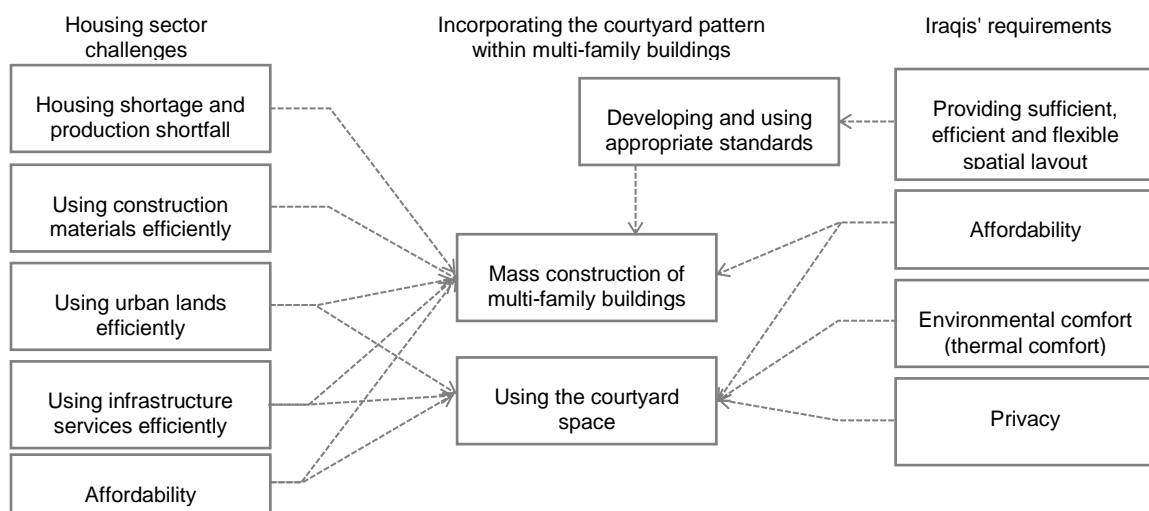 Housing sector
challenges
Housing shortage and
production shortfall
Using construction
materials efficiently
Using urban lands
efficiently
Using infrastructure
services efficiently
Affordability
Incorporating the courtyard pattern
within multi-family buildings
Developing and using
appropriate standards
Mass construction of
multi-family buildings
Using the courtyard
space
Iraqis' requirements
Providing sufficient,
efficient and flexible
spatial layout
Affordability
Environmental comfort
(thermal comfort)
Privacy